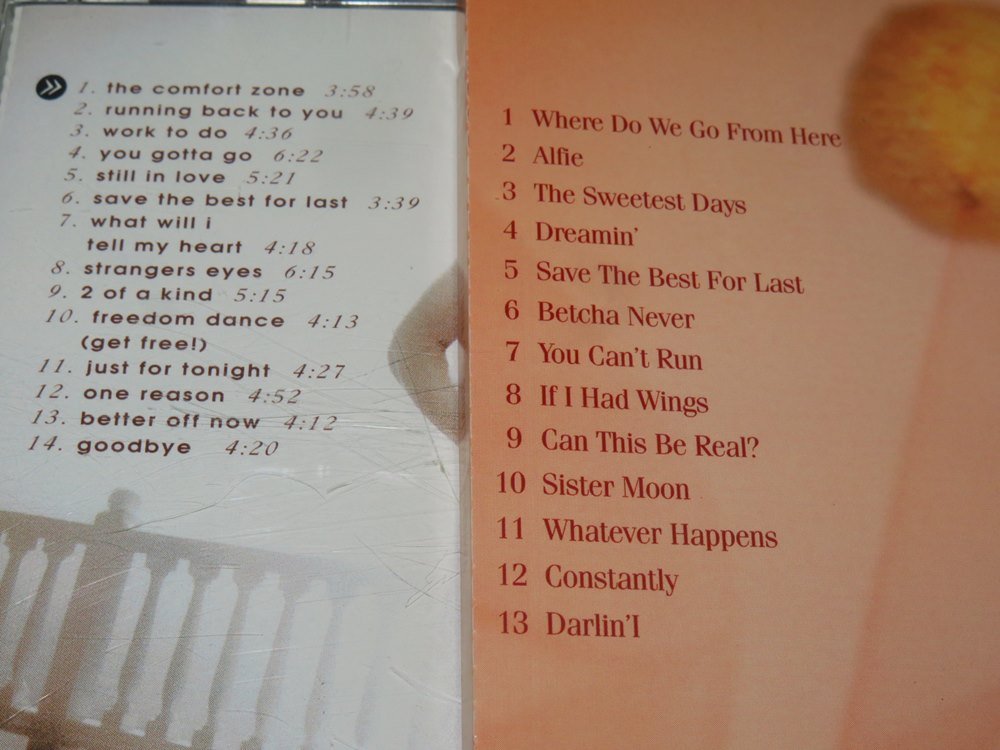 1. the comfort zone 3:58
2. running back to you 4:39
3. work to do 4:36
4. you gotta go 6:22
5. still in love 5:21
6. save the best for last 3:39
7. what will i
tell my heart 4:18
8. strangers eyes 6:15
9. 2 of a kind 5:15
10. freedom dance 4:13
(get free!)
11. just for tonight 4:27
12. one reason 4:52
13. better off now 4:12
14. goodbye 4:20
1 Where Do We Go From Here
2 Alfie
3 The Sweetest Days
4 Dreamin'
5 Save The Best For Last
6 Betcha Never
7 You Can't Run
8 If I Had Wings
9 Can This Be Real?
10 Sister Moon
11 Whatever Happens
12 Constantly
13 Darlin'I